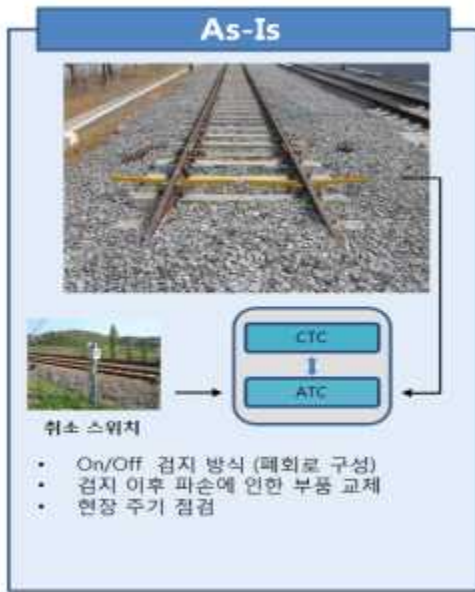 As-Is
CTC
ATC
취소 스위치
• On/Off 검지 방식 (폐회로 구성)
• 검지 이후 파손에 인한 부품 교체
• 현장 주기 점검